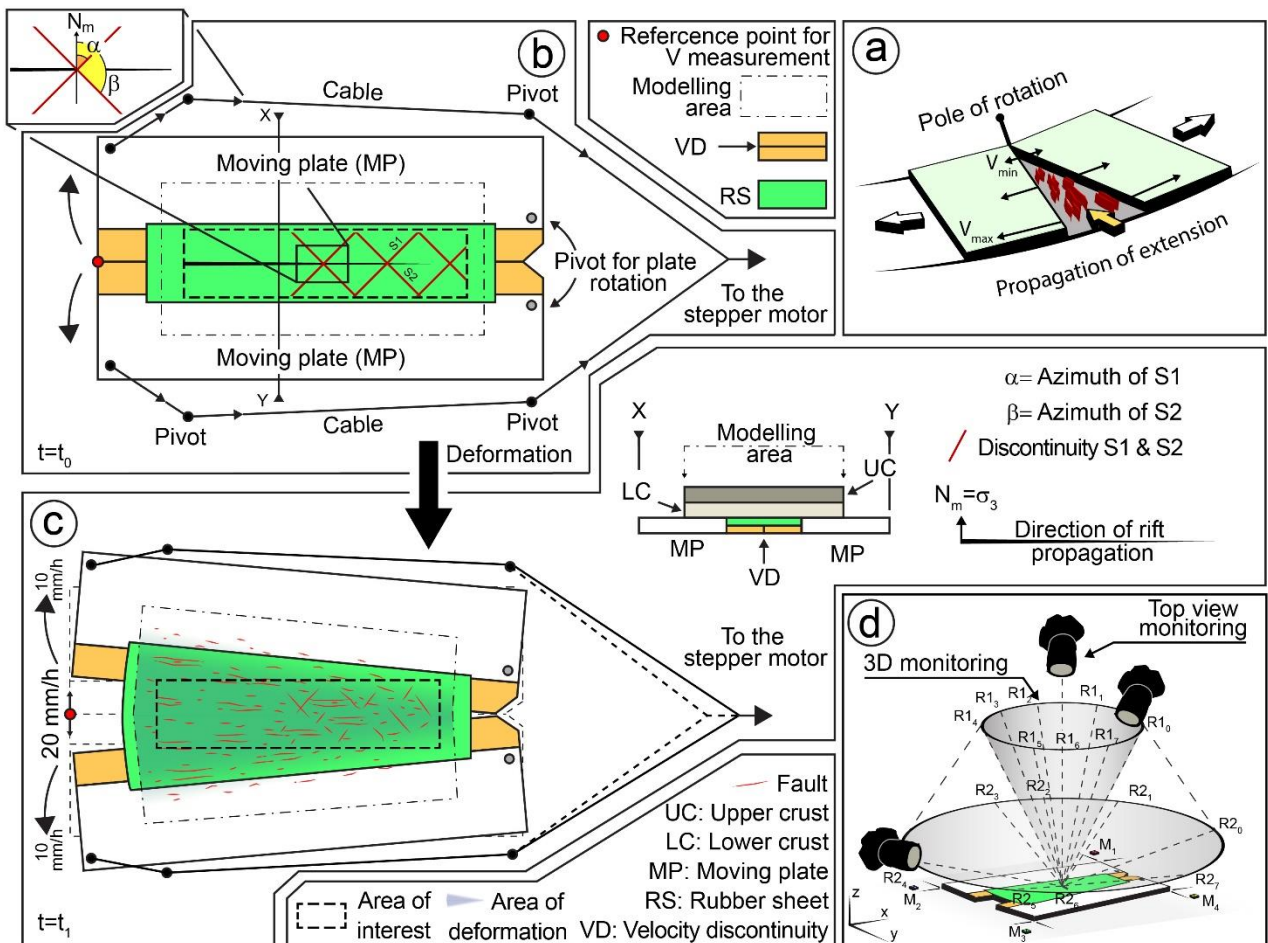 N_m
α
β
b
X
Cable
Pivot
Moving plate (MP)
S1
S2
Pivot for plate
rotation
To the
stepper motor
Moving plate (MP)
Y
Cable
Pivot
Pivot
t=t₀
Refercence point for
V measurement
Modelling
area
VD
RS
a
Pole of rotation
V_min
V_max
Propagation of extension
Deformation
X
Y
Modelling
area
UC
LC
MP
MP
VD
α= Azimuth of S1
β= Azimuth of S2
Discontinuity S1 & S2
N_m=σ₃
Direction of rift
propagation
c
10
mm/h
20 mm/h
10
mm/h
To the
stepper motor
t=t₁
Fault
UC: Upper crust
LC: Lower crust
MP: Moving plate
RS: Rubber sheet
VD: Velocity discontinuity
Area of
interest
Area of
deformation
d
Top view
monitoring
3D monitoring
R1₃
R1₂
R1₁
R1₄
R1₀
R1₅
R1₆
R1₇
R2₃
R2₂
R2₁
R2₀
M₁
R2₄
R2₅
R2₆
R2₇
M₂
M₄
M₃
z
x
y